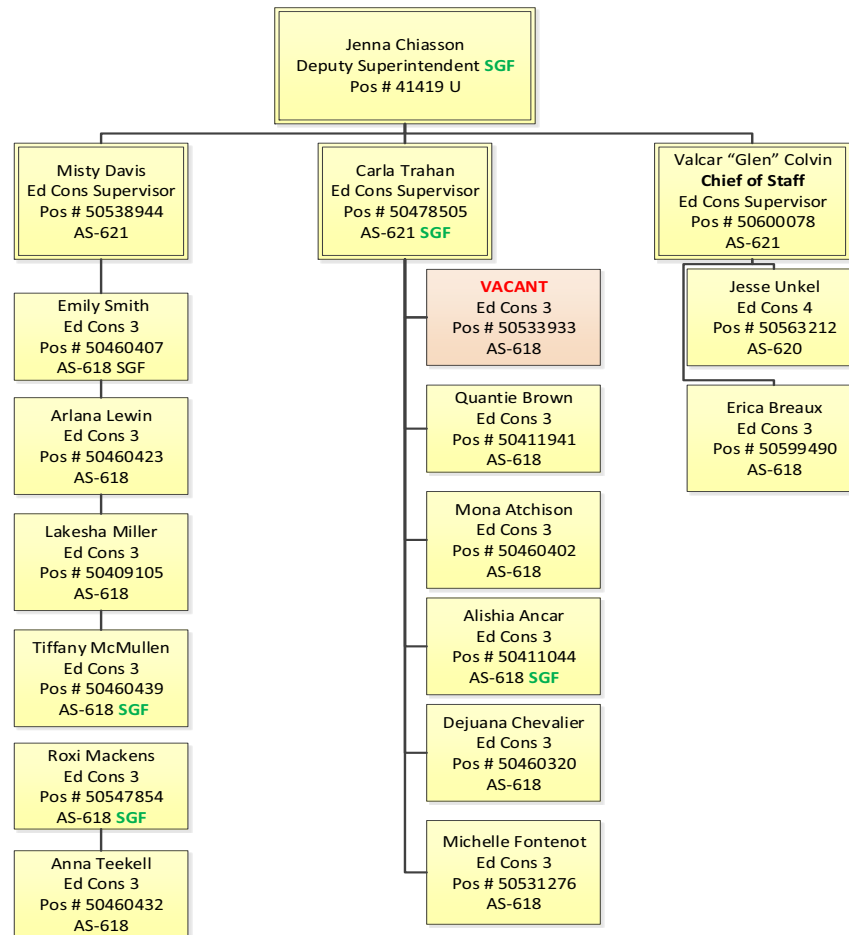 Jenna Chiasson
Deputy Superintendent SGF
Pos # 41419 U
Misty Davis
Ed Cons Supervisor
Pos # 50538944
AS-621
Carla Trahan
Ed Cons Supervisor
Pos # 50478505
AS-621 SGF
Valcar “Glen” Colvin
Chief of Staff
Ed Cons Supervisor
Pos # 50600078
AS-621
Emily Smith
Ed Cons 3
Pos # 50460407
AS-618 SGF
Arlana Lewin
Ed Cons 3
Pos # 50460423
AS-618
Lakesha Miller
Ed Cons 3
Pos # 50409105
AS-618
Tiffany McMullen
Ed Cons 3
Pos # 50460439
AS-618 SGF
Roxi Mackens
Ed Cons 3
Pos # 50547854
AS-618 SGF
Anna Teekell
Ed Cons 3
Pos # 50460432
AS-618
VACANT
Ed Cons 3
Pos # 50533933
AS-618
Quantie Brown
Ed Cons 3
Pos # 50411941
AS-618
Mona Atchison
Ed Cons 3
Pos # 50460402
AS-618
Alishia Ancar
Ed Cons 3
Pos # 50411044
AS-618 SGF
Dejuana Chevalier
Ed Cons 3
Pos # 50460320
AS-618
Michelle Fontenot
Ed Cons 3
Pos # 50531276
AS-618
Jesse Unkel
Ed Cons 4
Pos # 50563212
AS-620
Erica Breaux
Ed Cons 3
Pos # 50599490
AS-618